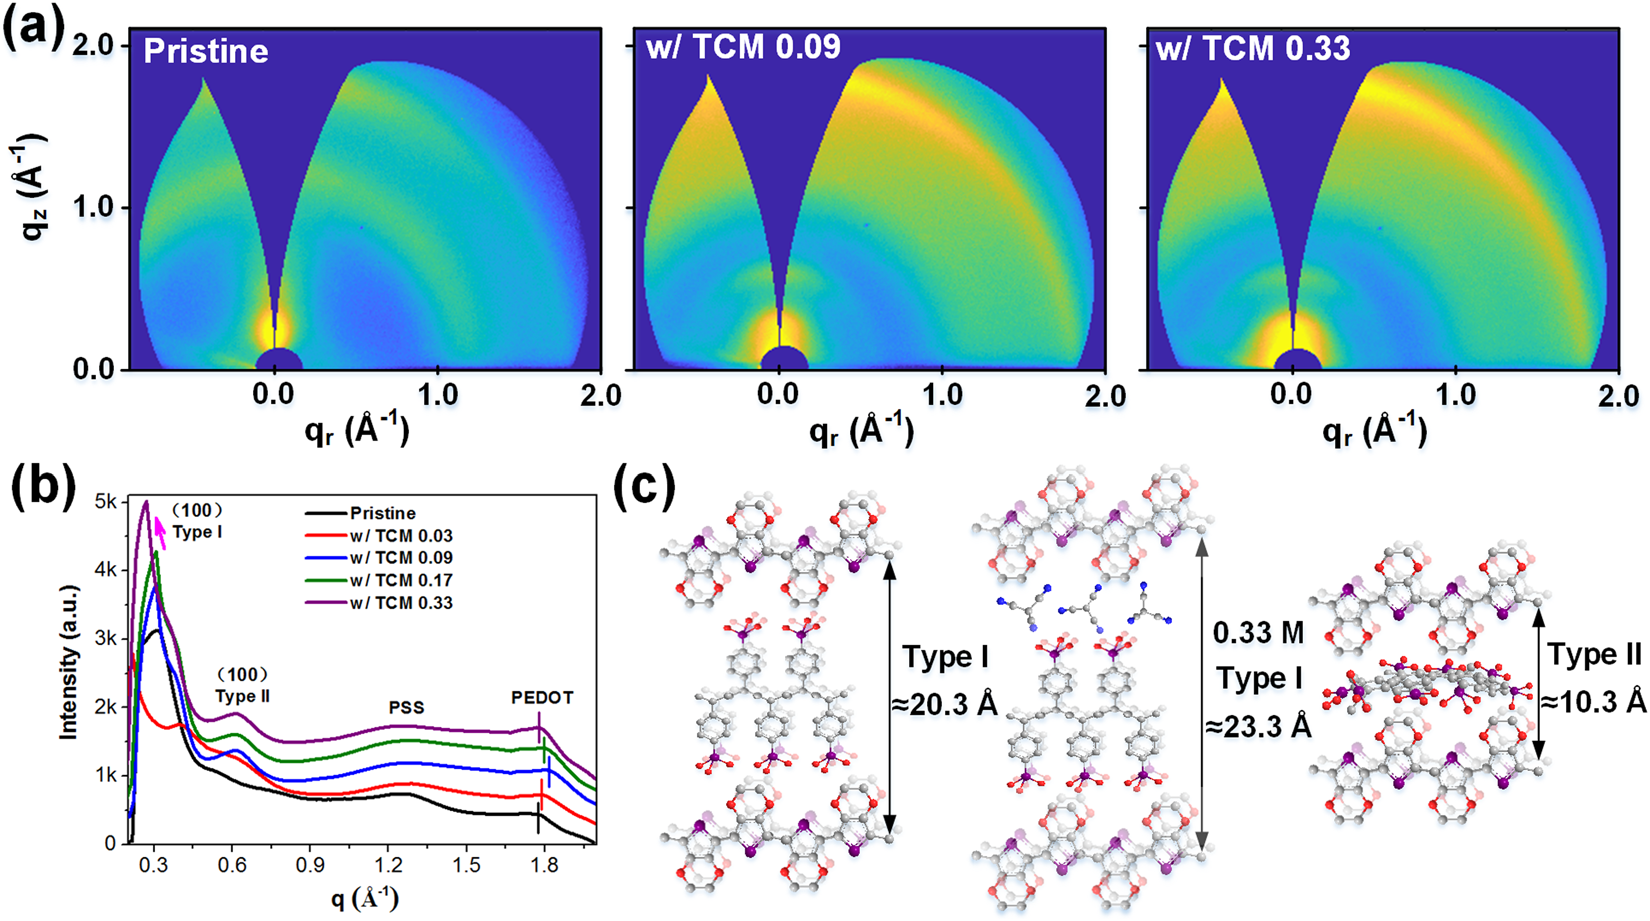 (a)
2.0
1.0
0.0
qz (Å-1)
Pristine
w/ TCM 0.09
w/ TCM 0.33
0.0 1.0 2.0
0.0 1.0 2.0
0.0 1.0 2.0
qr (Å-1)
qr (Å-1)
qr (Å-1)
(b)
5k
4k
3k
2k
1k
0
Intensity (a.u.)
(100)
Type I
Pristine
w/ TCM 0.03
w/ TCM 0.09
w/ TCM 0.17
w/ TCM 0.33
(100)
Type II
PSS
PEDOT
0.3 0.6 0.9 1.2 1.5 1.8
q (Å-1)
(c)
Type I
≈20.3 Å
0.33 M
Type I
≈23.3 Å
Type II
≈10.3 Å